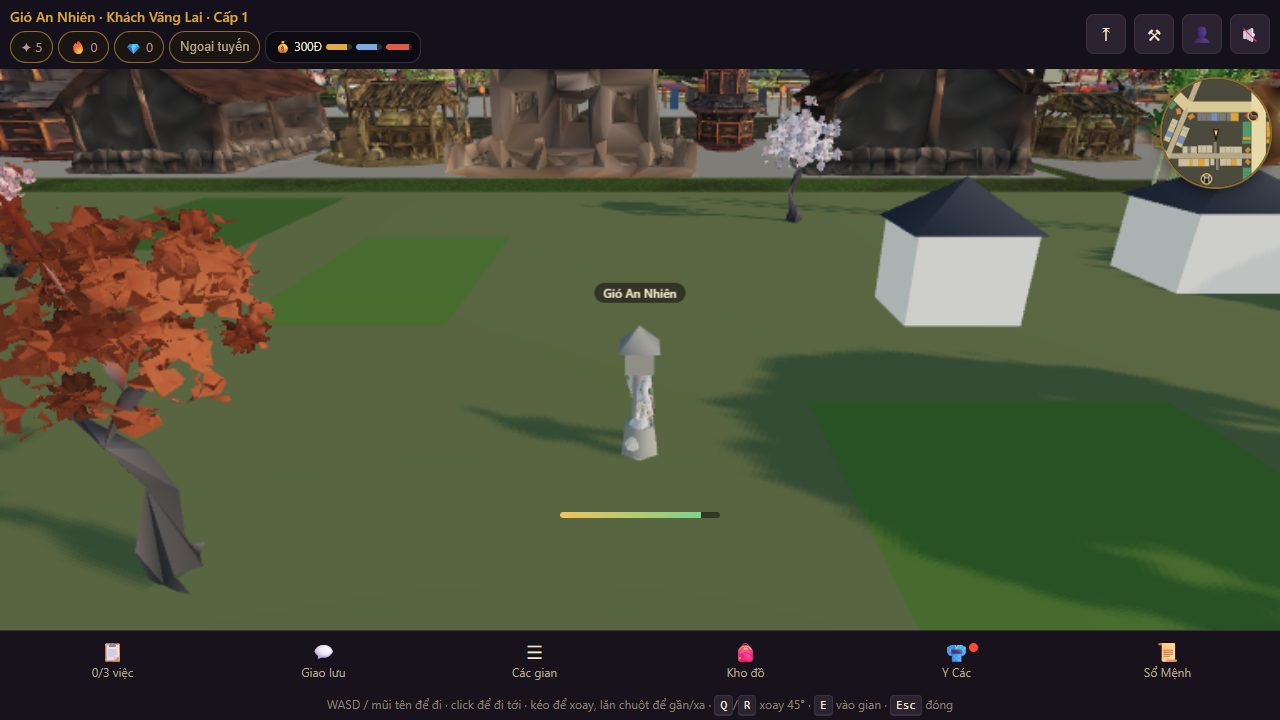 Gió An Nhiên · Khách Vãng Lai · Cấp 1
5
0
0
Ngoại tuyến
300Đ
Gió An Nhiên
0/3 việc
Giao lưu
Các gian
Kho đồ
Y Các
Sổ Mệnh
WASD / mũi tên để đi · click để đi tới · kéo để xoay, lăn chuột để gần/xa · Q / R xoay 45° · E vào gian · Esc đóng